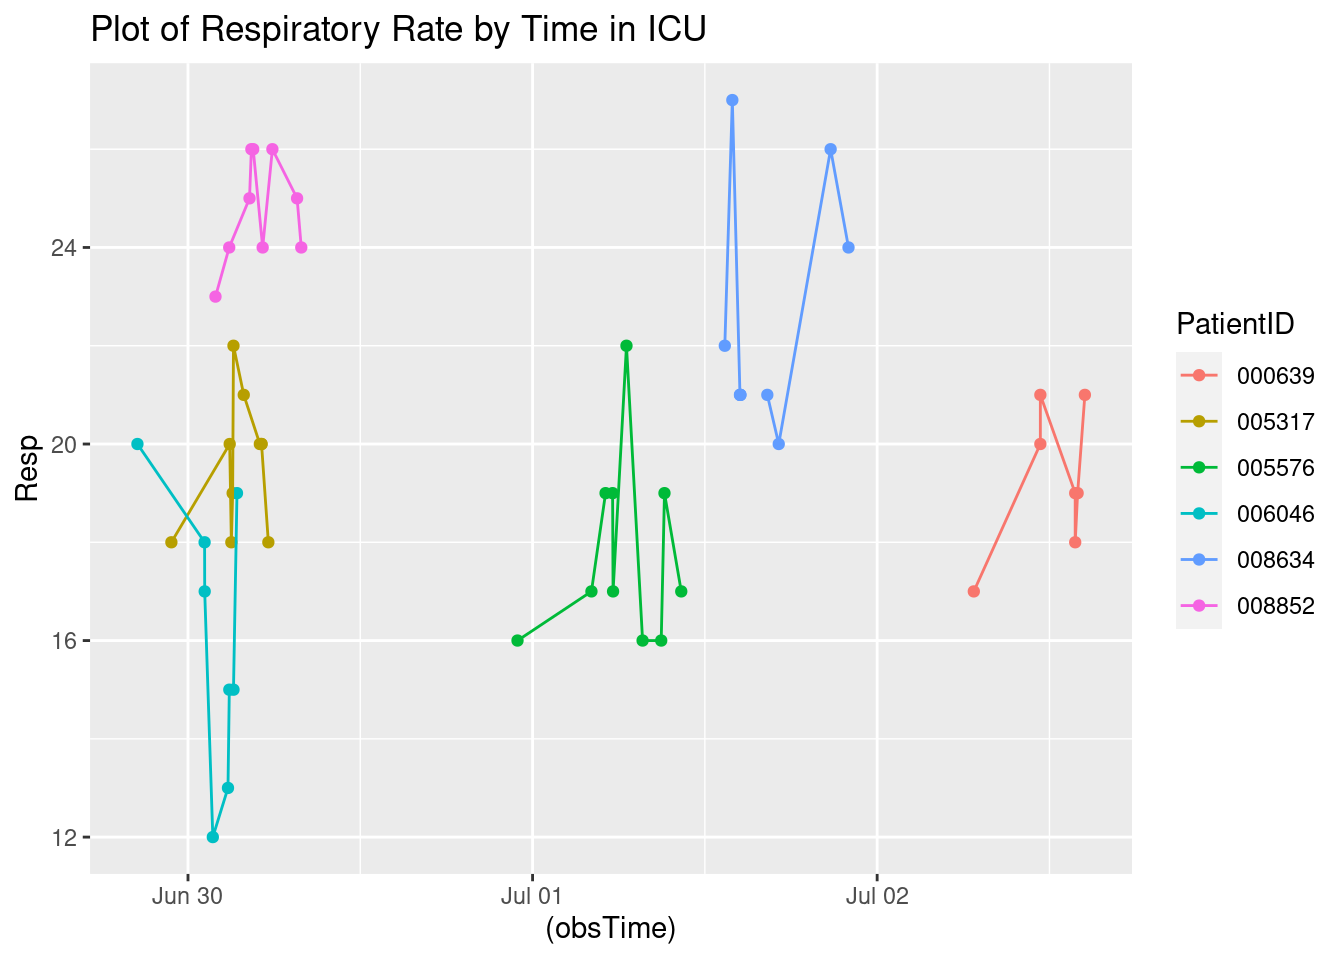 Plot of Respiratory Rate by Time in ICU
Resp
24
20
16
12
Jun 30
Jul 01
Jul 02
(obsTime)
PatientID
000639
005317
005576
006046
008634
008852